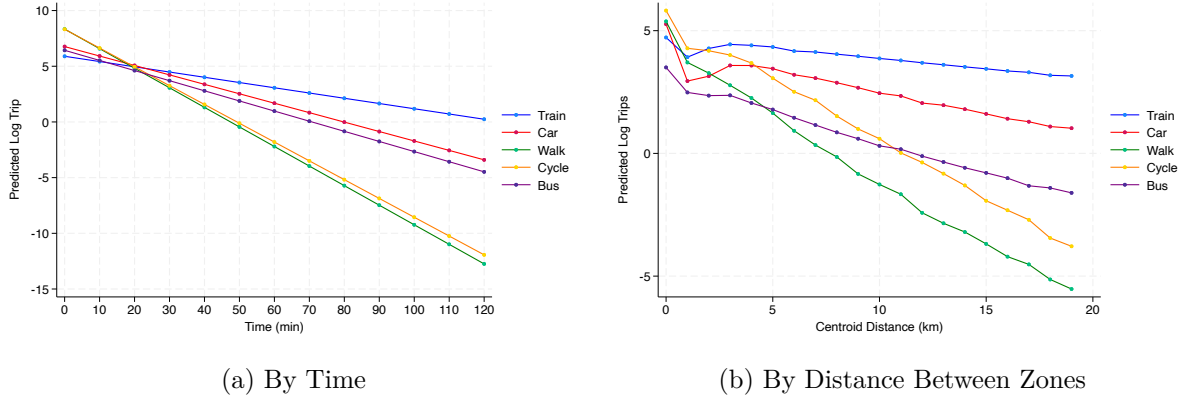 10
5
0
-5
-10
-15
Predicted Log Trip
0 10 20 30 40 50 60 70 80 90 100 110 120
Time (min)
Train
Car
Walk
Cycle
Bus
(a) By Time
5
0
-5
Predicted Log Trips
0 5 10 15 20
Centroid Distance (km)
Train
Car
Walk
Cycle
Bus
(b) By Distance Between Zones